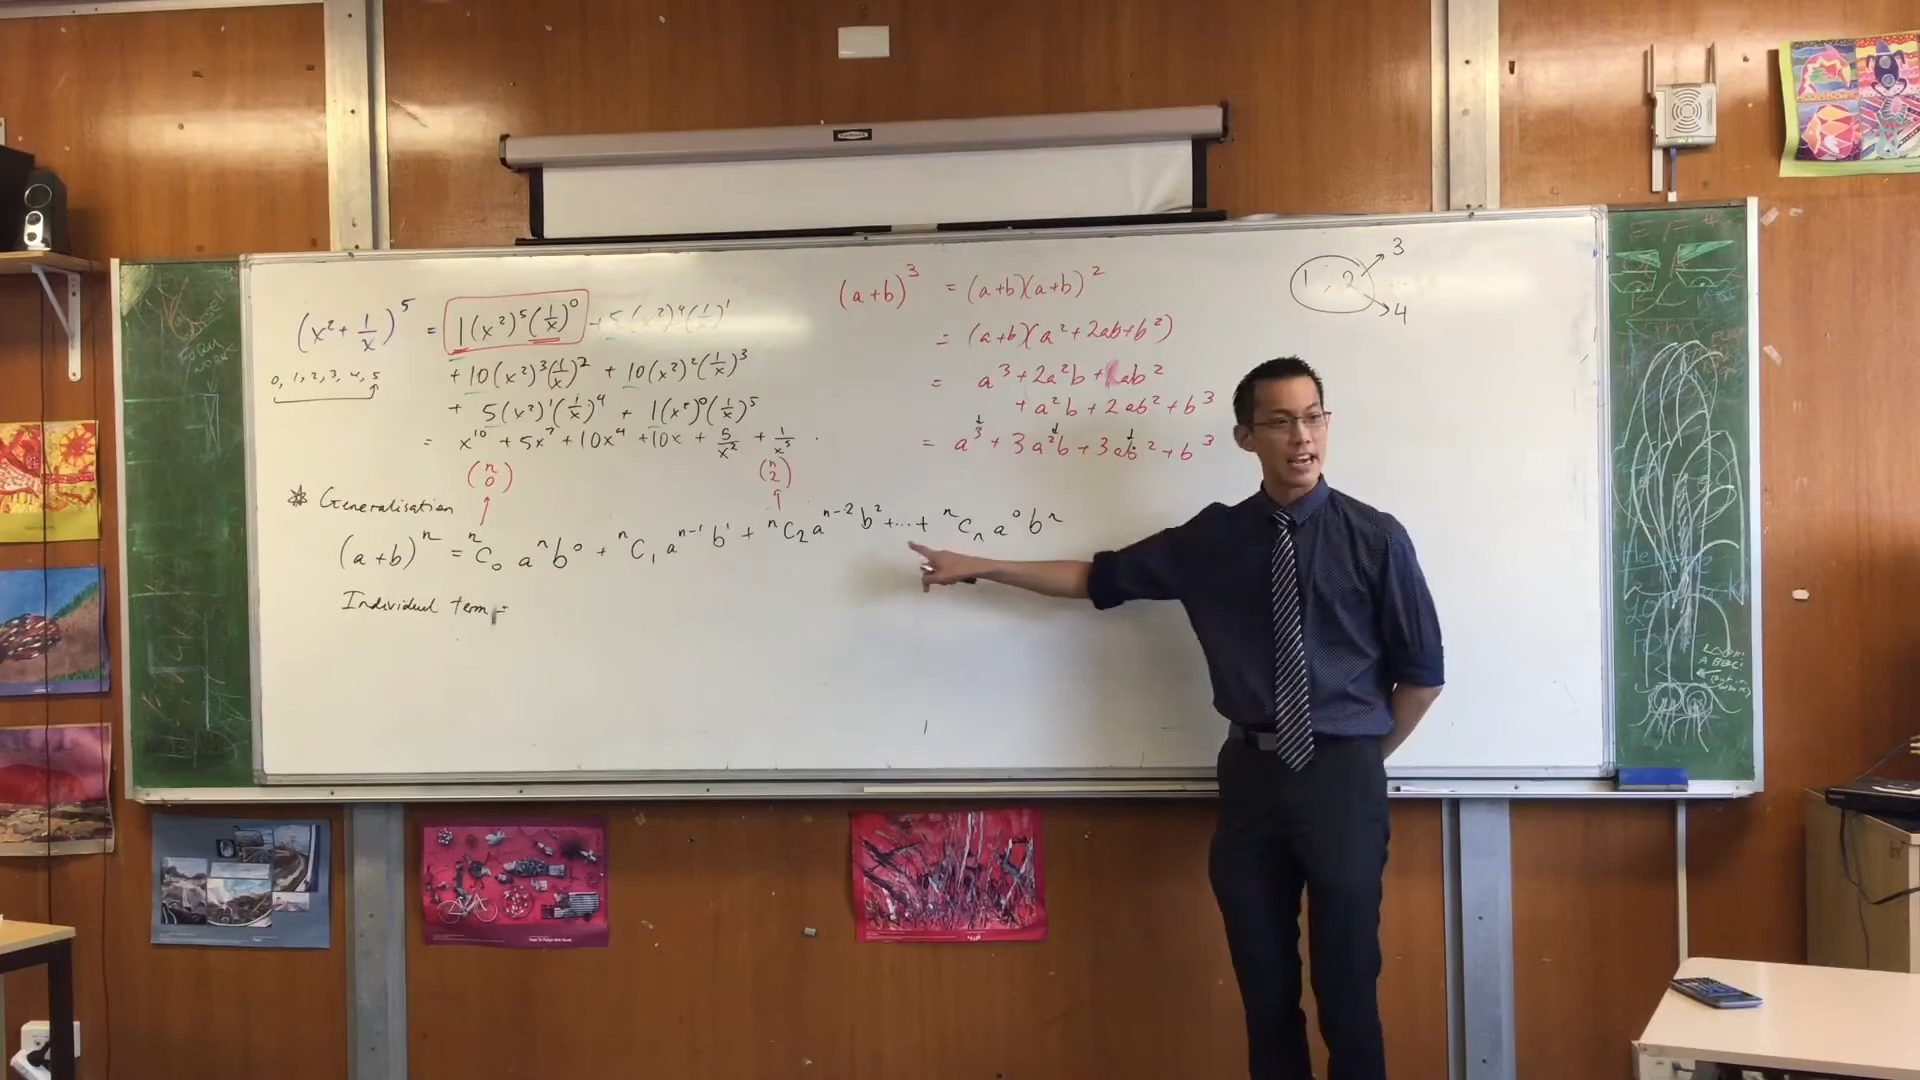 (x² + 1/x)⁵ = 1(x²)⁵(1/x)⁰ + 5(x²)⁴(1/x)¹
0, 1, 2, 3, 4, 5
+ 10(x²)³(1/x)² + 10(x²)²(1/x)³
+ 5(x²)¹(1/x)⁴ + 1(x²)⁰(1/x)⁵
= x¹⁰ + 5x⁷ + 10x⁴ + 10x + 5/x² + 1/x⁵ .
(n 0) (n 2)
* Generalisation
(a+b)ⁿ = ⁿC₀ aⁿb⁰ + ⁿC₁ aⁿ⁻¹b¹ + ⁿC₂ aⁿ⁻²b² + ... + ⁿCₙ a⁰bⁿ
Individual term :
(a+b)³ = (a+b)(a+b)²
= (a+b)(a² + 2ab + b²)
= a³ + 2a²b + ab²
+ a²b + 2ab² + b³
= a³ + 3a²b + 3ab² + b³
1, 2
3
4
LOOK!